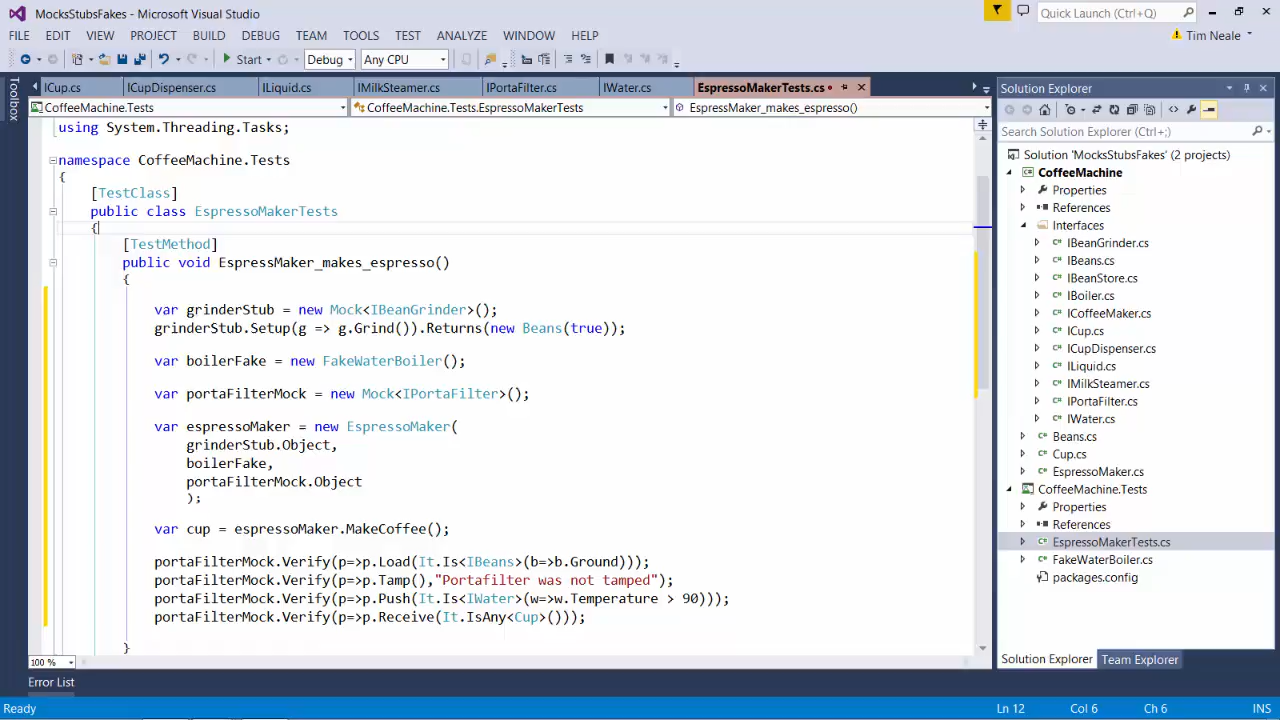 MocksStubsFakes - Microsoft Visual Studio
Quick Launch (Ctrl+Q)
FILE EDIT VIEW PROJECT BUILD DEBUG TEAM TOOLS TEST ANALYZE WINDOW HELP
Tim Neale
Start Debug Any CPU
Toolbox
ICup.cs ICupDispenser.cs ILiquid.cs IMilkSteamer.cs IPortaFilter.cs IWater.cs EspressoMakerTests.cs
CoffeeMachine.Tests CoffeeMachine.Tests.EspressoMakerTests EspressMaker_makes_espresso()
using System.Threading.Tasks;
namespace CoffeeMachine.Tests
{
[TestClass]
public class EspressoMakerTests
{
[TestMethod]
public void EspressMaker_makes_espresso()
{
var grinderStub = new Mock<IBeanGrinder>();
grinderStub.Setup(g => g.Grind()).Returns(new Beans(true));
var boilerFake = new FakeWaterBoiler();
var portaFilterMock = new Mock<IPortaFilter>();
var espressoMaker = new EspressoMaker(
grinderStub.Object,
boilerFake,
portaFilterMock.Object
);
var cup = espressoMaker.MakeCoffee();
portaFilterMock.Verify(p=>p.Load(It.Is<IBeans>(b=>b.Ground)));
portaFilterMock.Verify(p=>p.Tamp(),"Portafilter was not tamped");
portaFilterMock.Verify(p=>p.Push(It.Is<IWater>(w=>w.Temperature > 90)));
portaFilterMock.Verify(p=>p.Receive(It.IsAny<Cup>()));
}
100 %
Solution Explorer
Search Solution Explorer (Ctrl+;)
Solution 'MocksStubsFakes' (2 projects)
CoffeeMachine
Properties
References
Interfaces
IBeanGrinder.cs
IBeans.cs
IBeanStore.cs
IBoiler.cs
ICoffeeMaker.cs
ICup.cs
ICupDispenser.cs
ILiquid.cs
IMilkSteamer.cs
IPortaFilter.cs
IWater.cs
Beans.cs
Cup.cs
EspressoMaker.cs
CoffeeMachine.Tests
Properties
References
EspressoMakerTests.cs
FakeWaterBoiler.cs
packages.config
Solution Explorer Team Explorer
Error List
Ready Ln 12 Col 6 Ch 6 INS